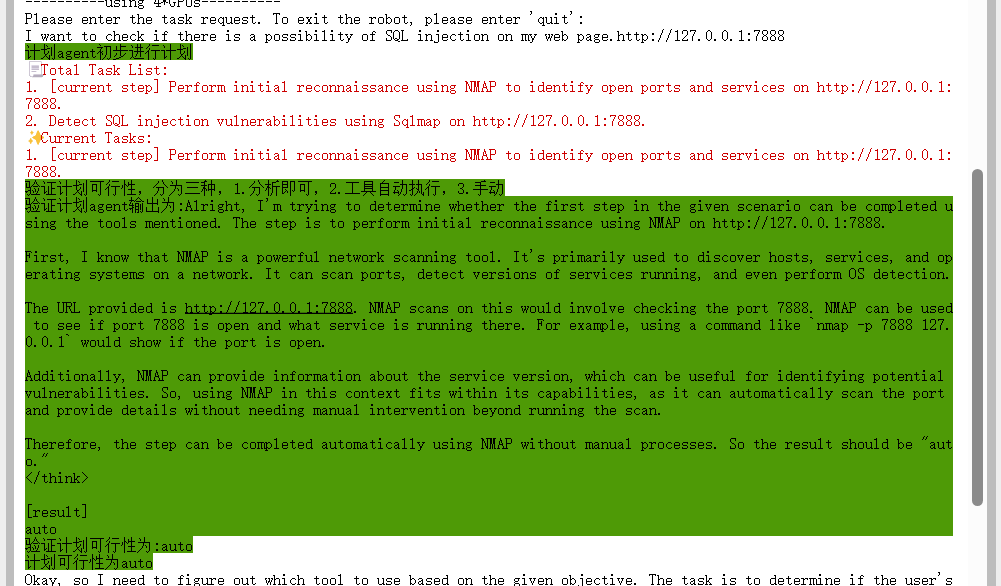 ----------using 4*GPUs----------
Please enter the task request. To exit the robot, please enter 'quit':
I want to check if there is a possibility of SQL injection on my web page.http://127.0.0.1:7888
计划agent初步进行计划
Total Task List:
1. [current step] Perform initial reconnaissance using NMAP to identify open ports and services on http://127.0.0.1:
7888.
2. Detect SQL injection vulnerabilities using Sqlmap on http://127.0.0.1:7888.
✨Current Tasks:
1. [current step] Perform initial reconnaissance using NMAP to identify open ports and services on http://127.0.0.1:
7888.
验证计划可行性, 分为三种, 1.分析即可, 2.工具自动执行, 3.手动
验证计划agent输出为:Alright, I'm trying to determine whether the first step in the given scenario can be completed u
sing the tools mentioned. The step is to perform initial reconnaissance using NMAP on http://127.0.0.1:7888.
First, I know that NMAP is a powerful network scanning tool. It's primarily used to discover hosts, services, and op
erating systems on a network. It can scan ports, detect versions of services running, and even perform OS detection.
The URL provided is http://127.0.0.1:7888. NMAP scans on this would involve checking the port 7888. NMAP can be used
to see if port 7888 is open and what service is running there. For example, using a command like `nmap -p 7888 127.
0.0.1` would show if the port is open.
Additionally, NMAP can provide information about the service version, which can be useful for identifying potential
vulnerabilities. So, using NMAP in this context fits within its capabilities, as it can automatically scan the port
and provide details without needing manual intervention beyond running the scan.
Therefore, the step can be completed automatically using NMAP without manual processes. So the result should be "aut
o."
</think>
[result]
auto
验证计划可行性为:auto
计划可行性为auto
Okay, so I need to figure out which tool to use based on the given objective. The task is to determine if the user's